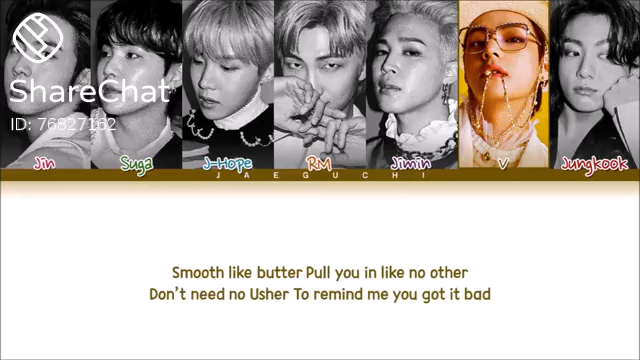 ShareChat
ID: 76827162
Jin Suga J-Hope RM Jimin V Jungkook
JAEGUCHI
Smooth like butter Pull you in like no other
Don't need no Usher To remind me you got it bad